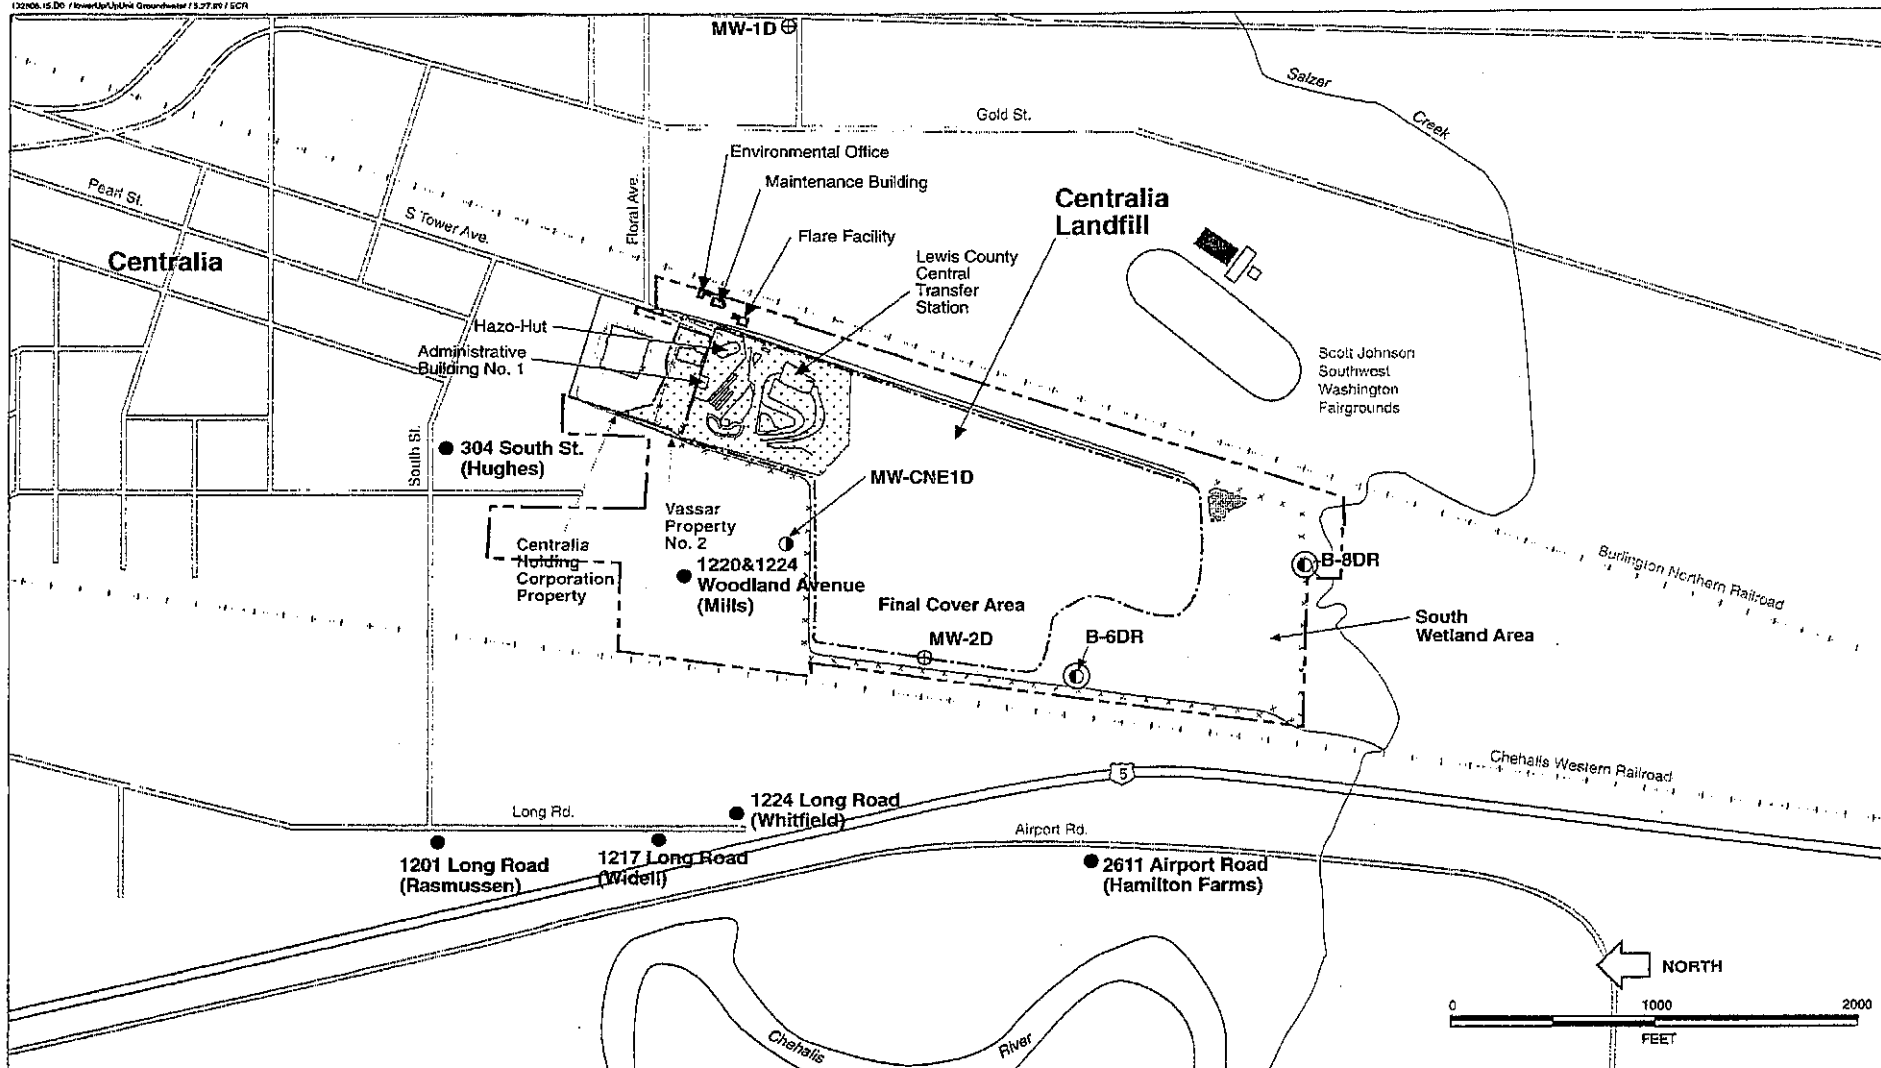 MW-1D
Salzer
Creek
Gold St.
Environmental Office
Maintenance Building
Centralia
Landfill
Pearl St.
S Tower Ave.
Floral Ave.
Flare Facility
Centralia
Lewis County
Central
Transfer
Station
Hazo-Hut
Administrative
Building No. 1
Scott Johnson
Southwest
Washington
Fairgrounds
South St.
304 South St.
(Hughes)
MW-CNE1D
Vassar
Property
No. 2
Centralia
Holding
Corporation
Property
1220&1224
Woodland Avenue
(Mills)
B-8DR
Burlington Northern Railroad
Final Cover Area
MW-2D
B-6DR
South
Wetland Area
Chehalis Western Railroad
5
1224 Long Road
(Whitfield)
Long Rd.
Airport Rd.
1201 Long Road
(Rasmussen)
1217 Long Road
(Widell)
2611 Airport Road
(Hamilton Farms)
NORTH
0 1000 2000
FEET
Chehalis
River